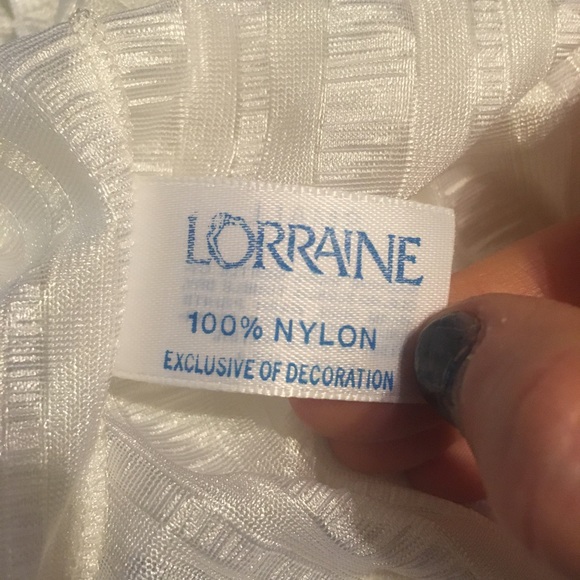 LORRAINE
100% NYLON
EXCLUSIVE OF DECORATION